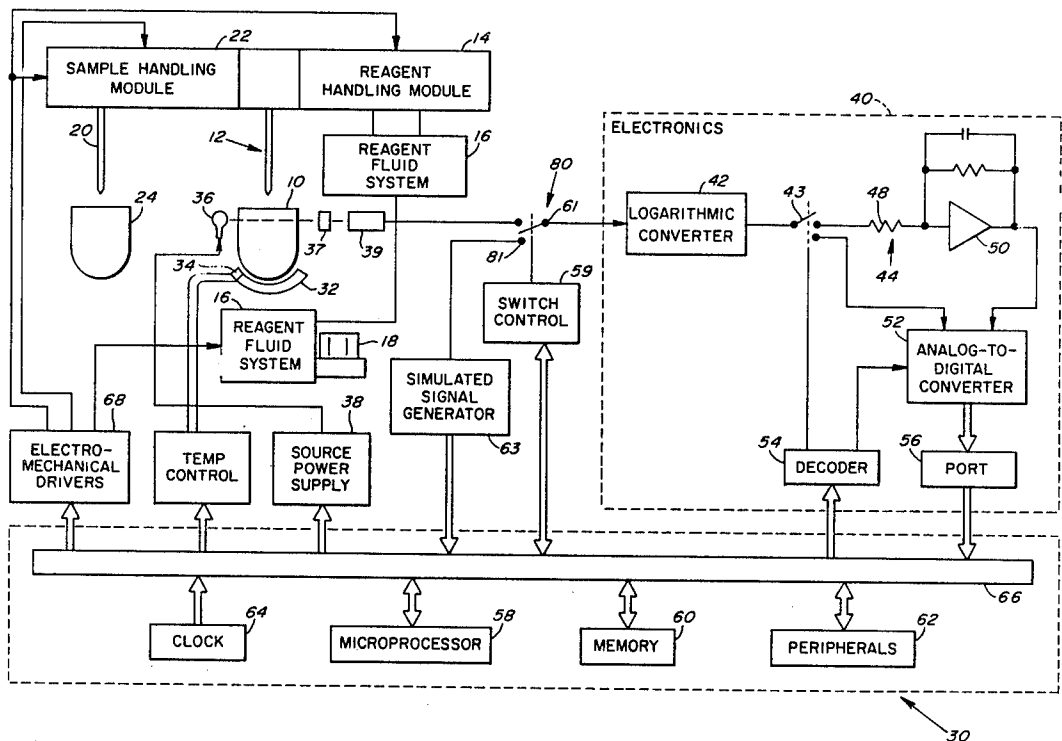 22
14
SAMPLE HANDLING
MODULE
REAGENT
HANDLING MODULE
20
12
REAGENT
FLUID
SYSTEM
16
40
ELECTRONICS
24
36
10
37
39
80
61
81
42
LOGARITHMIC
CONVERTER
43
48
44
50
34
32
16
REAGENT
FLUID
SYSTEM
18
59
SWITCH
CONTROL
SIMULATED
SIGNAL
GENERATOR
63
52
ANALOG-TO-
DIGITAL
CONVERTER
68
ELECTRO-
MECHANICAL
DRIVERS
TEMP
CONTROL
38
SOURCE
POWER
SUPPLY
54
DECODER
56
PORT
66
64
CLOCK
58
MICROPROCESSOR
60
MEMORY
62
PERIPHERALS
30